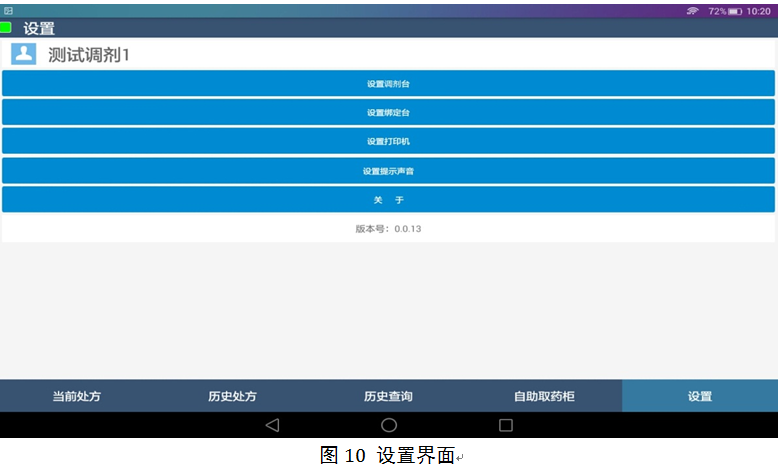 72% 10:20
设置
测试调剂1
设置调剂台
设置绑定台
设置打印机
设置提示声音
关 于
版本号：0.0.13
当前处方 历史处方 历史查询 自助取药柜 设置
图 10 设置界面